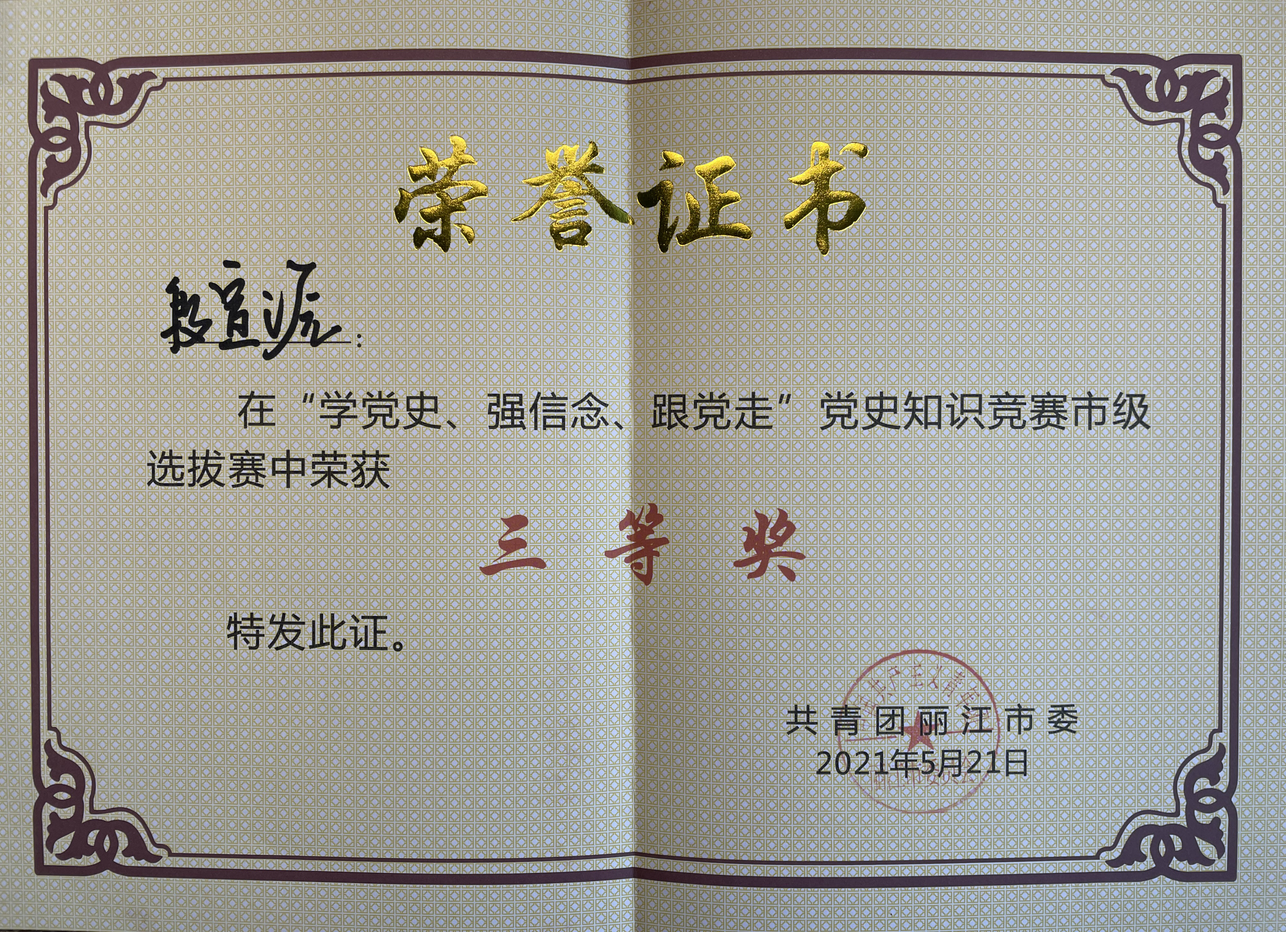 荣誉证书
段宣:
在“学党史、强信念、跟党走”党史知识竞赛市级
选拔赛中荣获
三等奖
特发此证。
共青团丽江市委
2021年5月21日